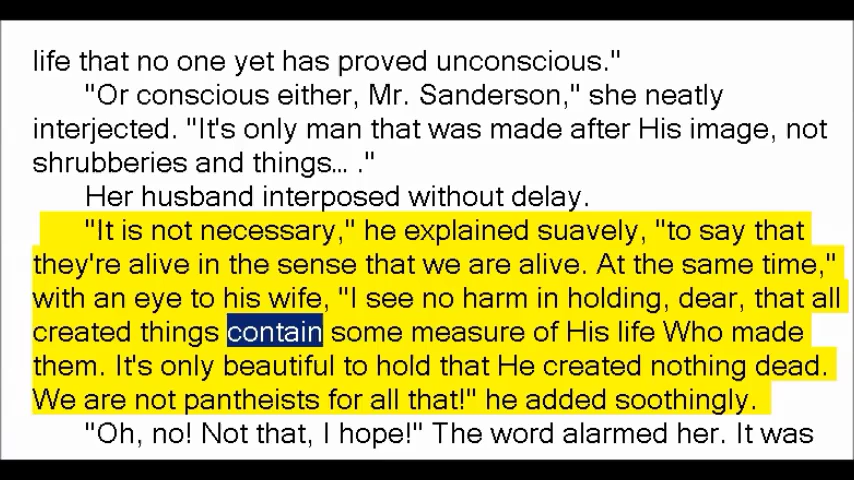 life that no one yet has proved unconscious."
"Or conscious either, Mr. Sanderson," she neatly
interjected. "It's only man that was made after His image, not
shrubberies and things... ."
Her husband interposed without delay.
"It is not necessary," he explained suavely, "to say that
they're alive in the sense that we are alive. At the same time,"
with an eye to his wife, "I see no harm in holding, dear, that all
created things contain some measure of His life Who made
them. It's only beautiful to hold that He created nothing dead.
We are not pantheists for all that!" he added soothingly.
"Oh, no! Not that, I hope!" The word alarmed her. It was